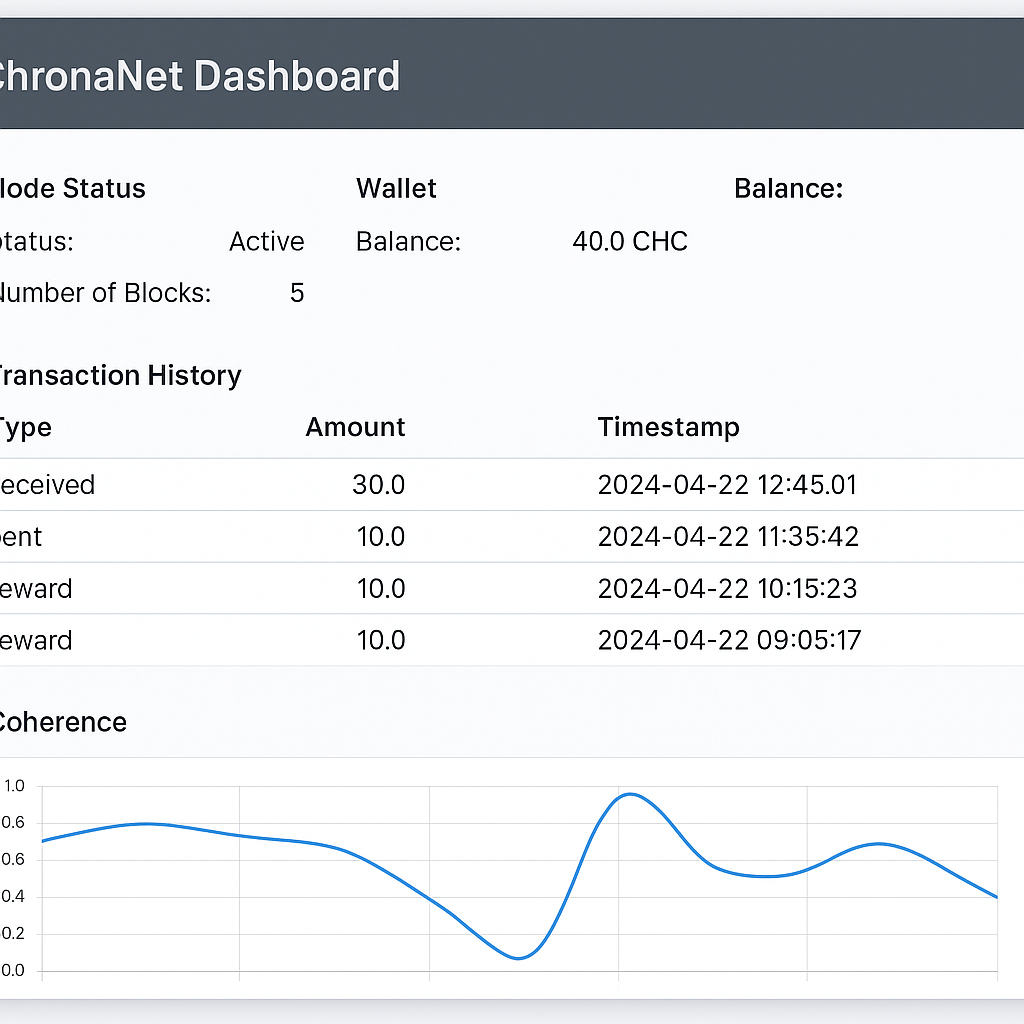 ChronaNet Dashboard
Node Status Wallet Balance:
Status: Active Balance: 40.0 CHC
Number of Blocks: 5
Transaction History
Type Amount Timestamp
eceived 30.0 2024-04-22 12:45.01
ent 10.0 2024-04-22 11:35:42
eward 10.0 2024-04-22 10:15:23
eward 10.0 2024-04-22 09:05:17
Coherence
1.0
0.6
0.6
0.4
0.2
0.0